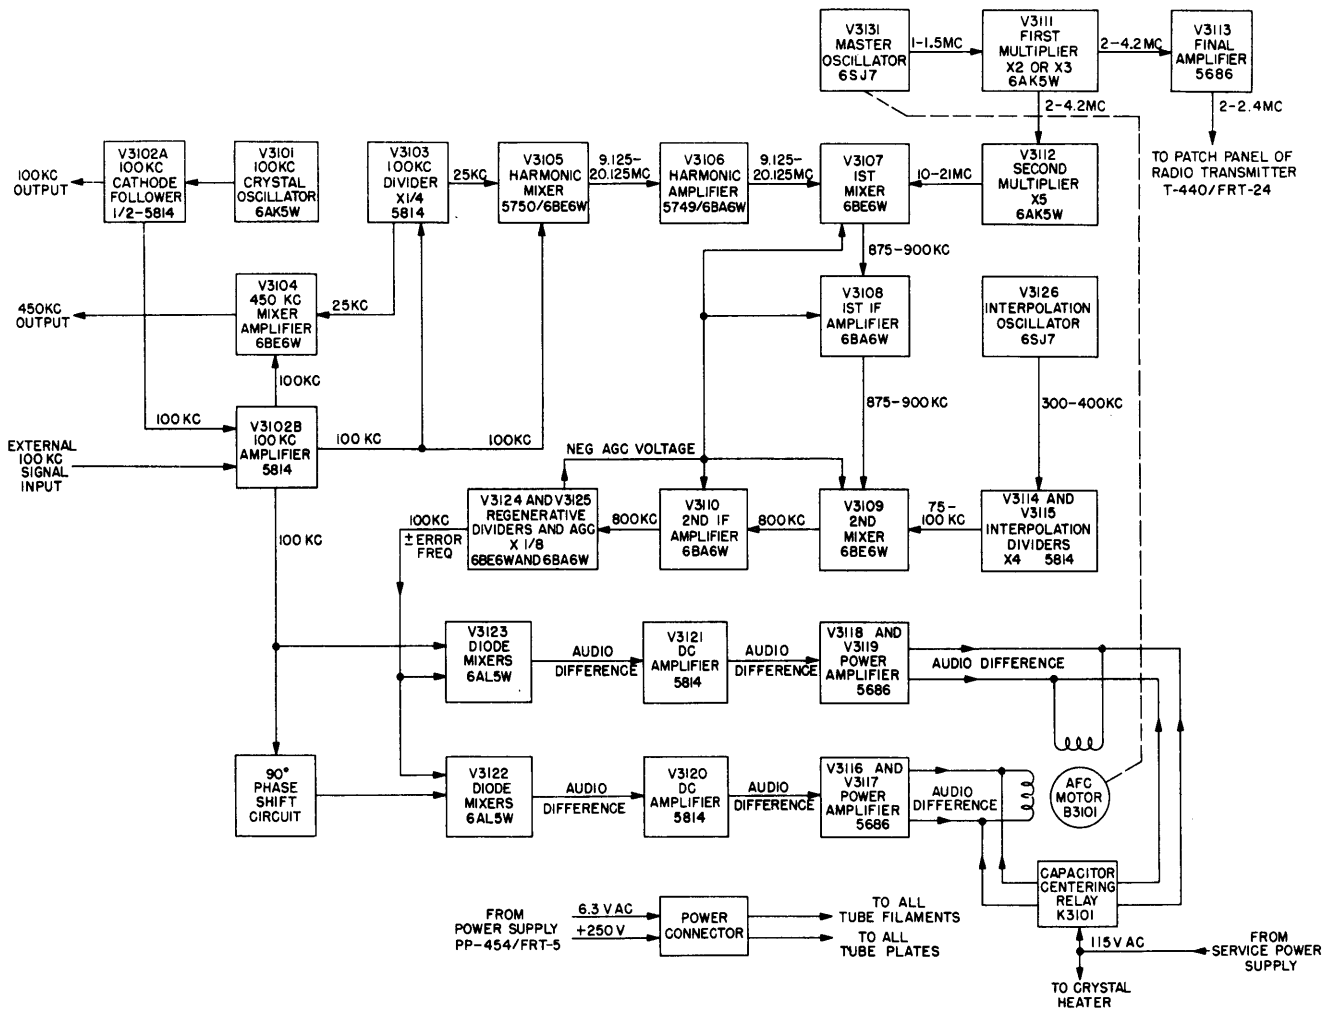 V3131
MASTER
OSCILLATOR
6SJ7
1-1.5MC
V3111
FIRST
MULTIPLIER
X2 OR X3
6AK5W
2-4.2MC
V3113
FINAL
AMPLIFIER
5686
2-4.2MC
2-2.4MC
TO PATCH PANEL OF
RADIO TRANSMITTER
T-440/FRT-24
100KC
OUTPUT
V3102A
100KC
CATHODE
FOLLOWER
1/2-5814
V3101
100KC
CRYSTAL
OSCILLATOR
6AK5W
V3103
100KC
DIVIDER
X1/4
5814
25KC
V3105
HARMONIC
MIXER
5750/6BE6W
9.125-
20.125MC
V3106
HARMONIC
AMPLIFIER
5749/6BA6W
9.125-
20.125MC
V3107
1ST
MIXER
6BE6W
10-21MC
V3112
SECOND
MULTIPLIER
X5
6AK5W
875-900KC
450KC
OUTPUT
V3104
450 KC
MIXER
AMPLIFIER
6BE6W
25KC
V3108
1ST IF
AMPLIFIER
6BA6W
V3126
INTERPOLATION
OSCILLATOR
6SJ7
100KC
875-900KC
300-400KC
100KC
EXTERNAL
100 KC
SIGNAL
INPUT
V3102B
100 KC
AMPLIFIER
5814
100 KC
100KC
NEG AGC VOLTAGE
100 KC
100KC
± ERROR
FREQ
V3124 AND V3125
REGENERATIVE
DIVIDERS AND AGC
X 1/8
6BE6W AND 6BA6W
800KC
V3110
2ND IF
AMPLIFIER
6BA6W
800KC
V3109
2ND
MIXER
6BE6W
75-
100 KC
V3114 AND
V3115
INTERPOLATION
DIVIDERS
X4 5814
V3123
DIODE
MIXERS
6AL5W
AUDIO
DIFFERENCE
V3121
DC
AMPLIFIER
5814
AUDIO
DIFFERENCE
V3118 AND
V3119
POWER
AMPLIFIER
5686
AUDIO DIFFERENCE
90°
PHASE
SHIFT
CIRCUIT
V3122
DIODE
MIXERS
6AL5W
AUDIO
DIFFERENCE
V3120
DC
AMPLIFIER
5814
AUDIO
DIFFERENCE
V3116 AND
V3117
POWER
AMPLIFIER
5686
AUDIO
DIFFERENCE
AFC
MOTOR
B3101
CAPACITOR
CENTERING
RELAY
K3101
FROM
POWER SUPPLY
PP-454/FRT-5
6.3 V AC
+250 V
POWER
CONNECTOR
TO ALL
TUBE FILAMENTS
TO ALL
TUBE PLATES
115 V AC
FROM
SERVICE POWER
SUPPLY
TO CRYSTAL
HEATER